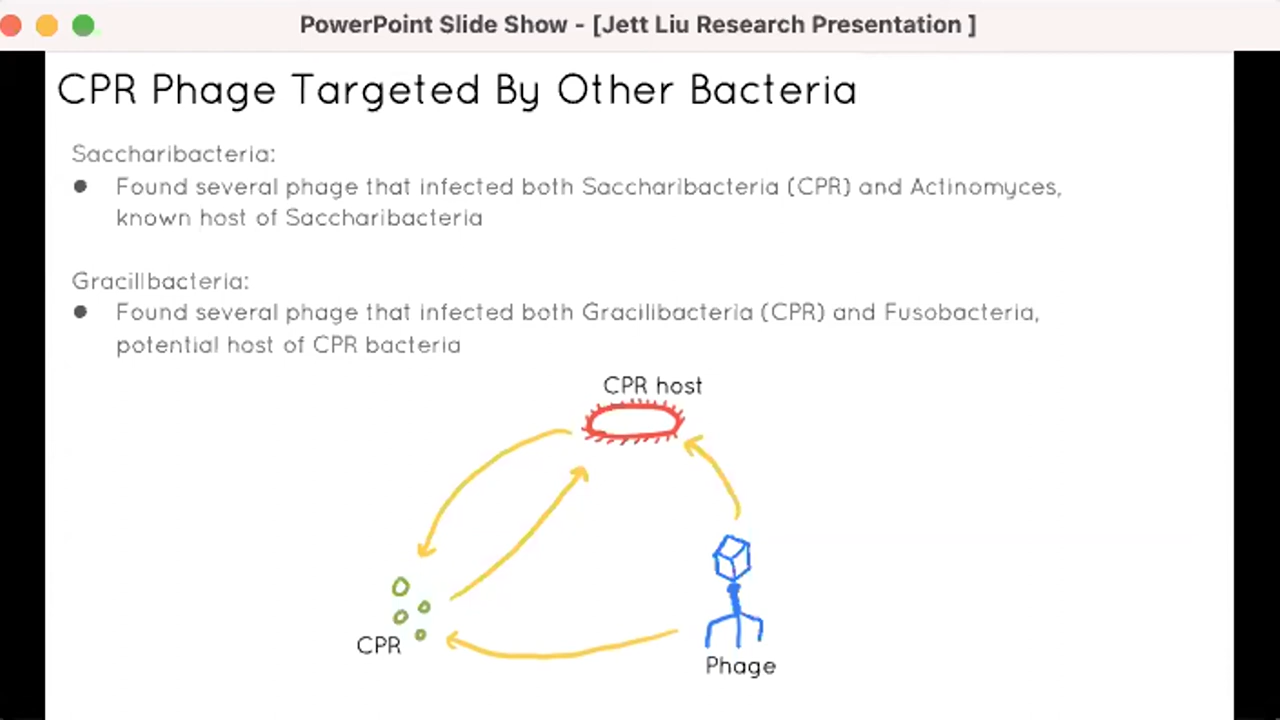 PowerPoint Slide Show - [Jett Liu Research Presentation ]
CPR Phage Targeted By Other Bacteria
Saccharibacteria:
● Found several phage that infected both Saccharibacteria (CPR) and Actinomyces,
known host of Saccharibacteria
Gracillbacteria:
● Found several phage that infected both Gracilibacteria (CPR) and Fusobacteria,
potential host of CPR bacteria
CPR host
CPR
Phage